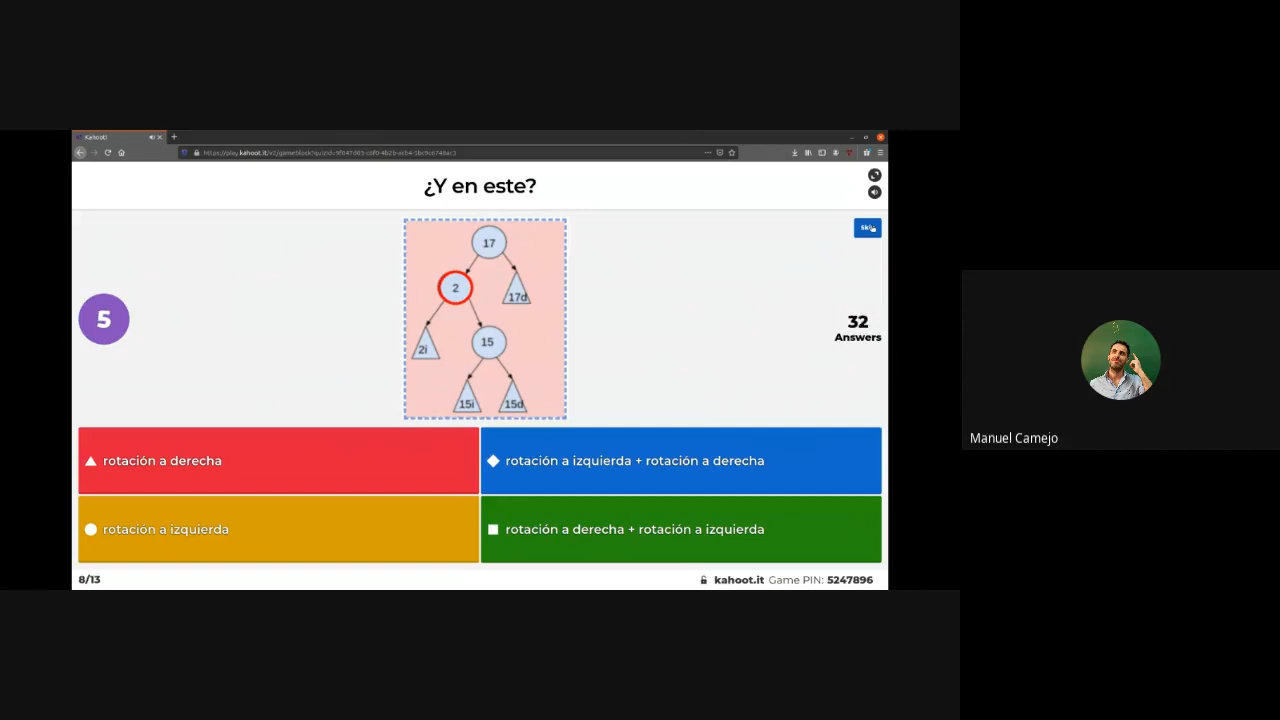 Kahoot!
¿Y en este?
Skip
17
2
17d
5
32
Answers
2i
15
15i
15d
rotación a derecha
rotación a izquierda + rotación a derecha
rotación a izquierda
rotación a derecha + rotación a izquierda
8/13
kahoot.it Game PIN: 5247896
Manuel Camejo